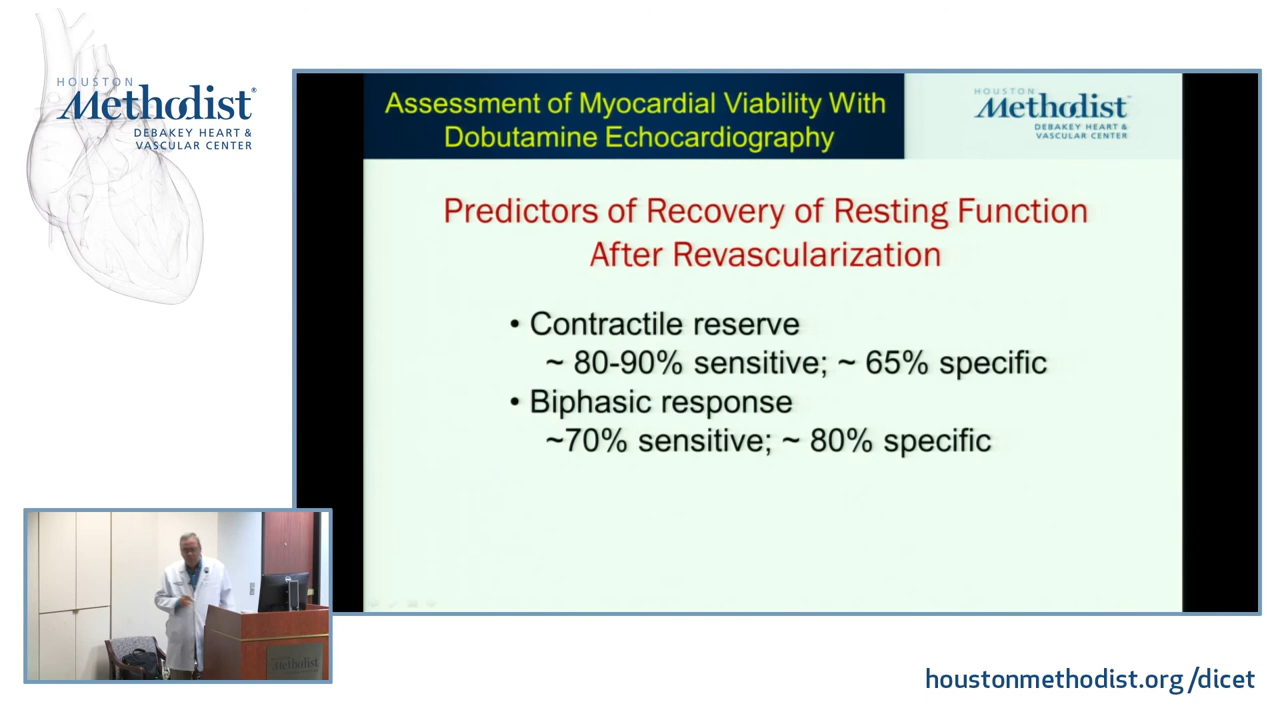 HOUSTON
Methodist®
DEBAKEY HEART &
VASCULAR CENTER
Assessment of Myocardial Viability With
Dobutamine Echocardiography
HOUSTON
Methodist
DEBAKEY HEART &
VASCULAR CENTER
Predictors of Recovery of Resting Function
After Revascularization
• Contractile reserve
~ 80-90% sensitive; ~ 65% specific
• Biphasic response
~70% sensitive; ~ 80% specific
Methodist
houstonmethodist.org/dicet